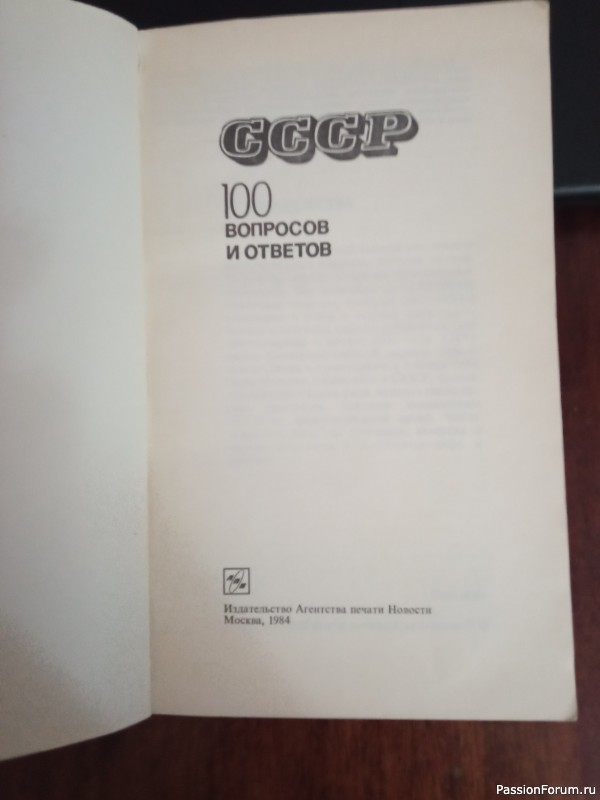 СССР
100
ВОПРОСОВ
И ОТВЕТОВ
Издательство Агентства печати Новости
Москва, 1984
PassionForum.ru